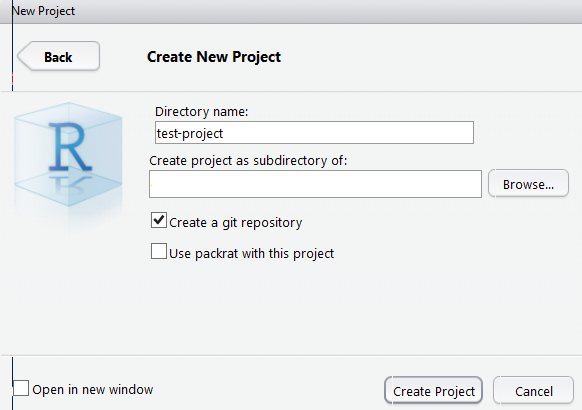 New Project
Back
Create New Project
R
Directory name:
test-project
Create project as subdirectory of:
Browse...
Create a git repository
Use packrat with this project
Open in new window
Create Project
Cancel